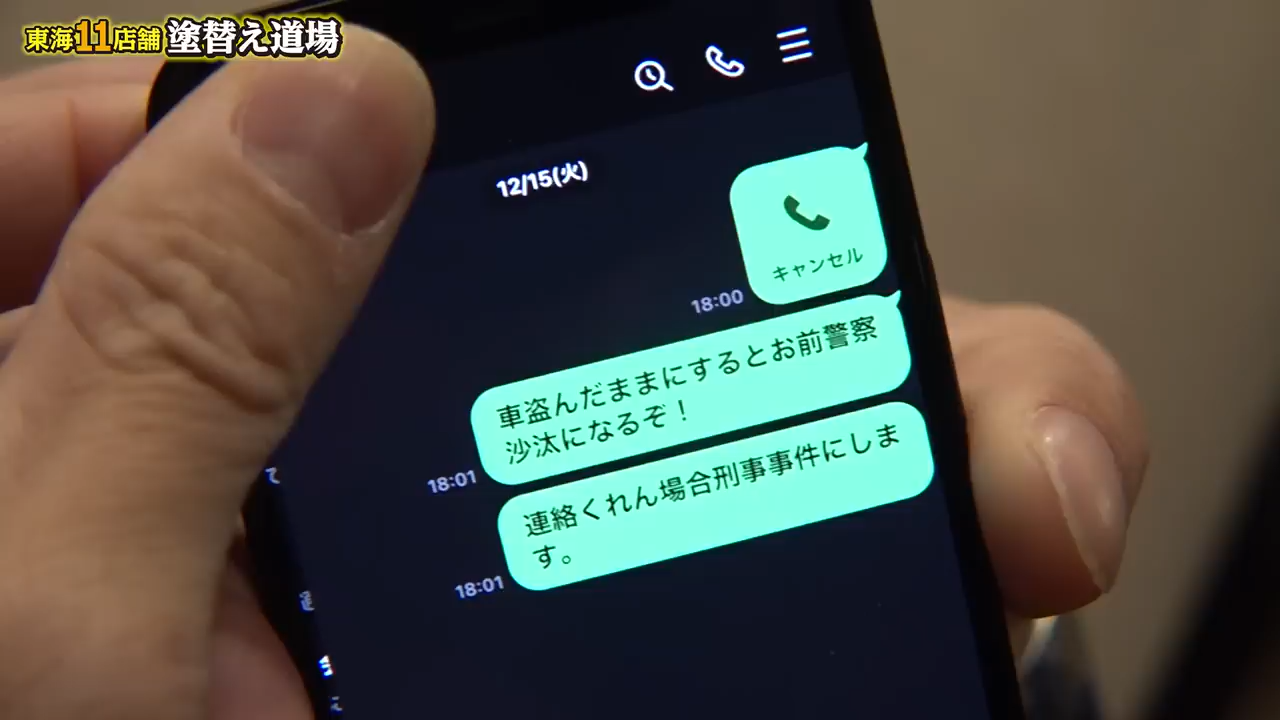 東海11店舗 塗替え道場
12/15(火)
キャンセル
18:00
車盗んだままにするとお前警察
沙汰になるぞ！
18:01
連絡くれん場合刑事事件にしま
す。
18:01
て